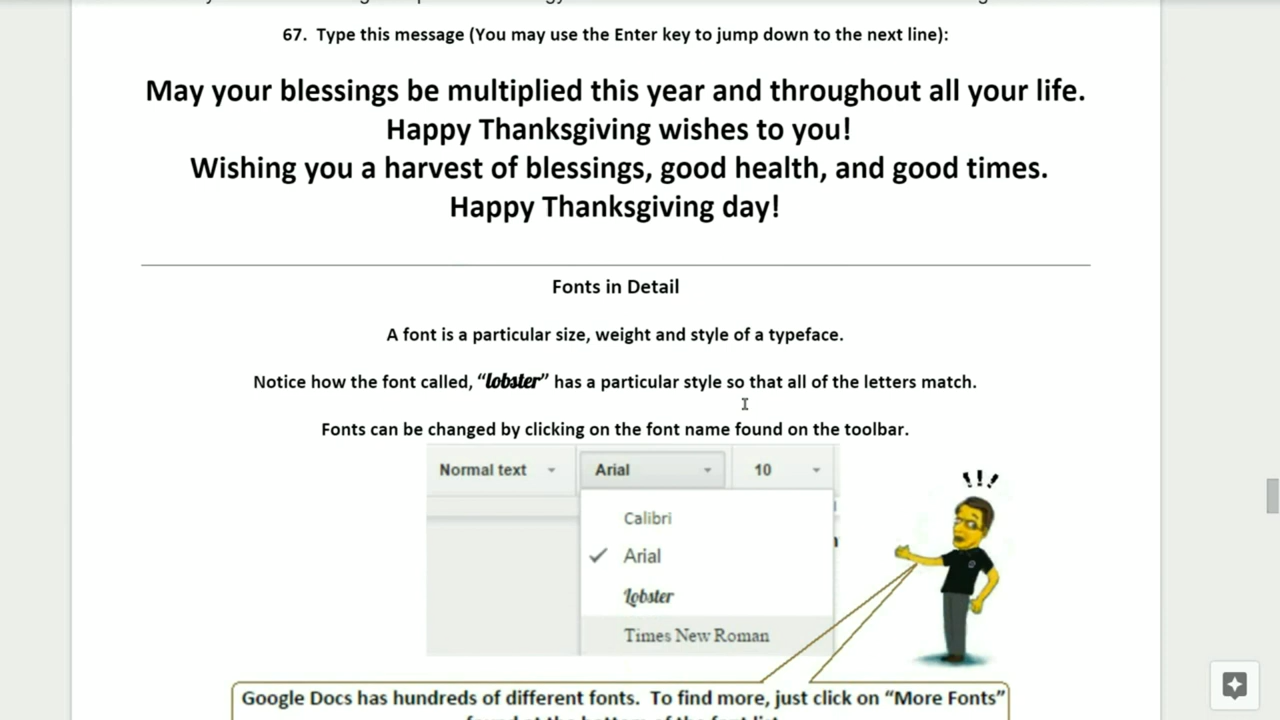 67. Type this message (You may use the Enter key to jump down to the next line):
May your blessings be multiplied this year and throughout all your life.
Happy Thanksgiving wishes to you!
Wishing you a harvest of blessings, good health, and good times.
Happy Thanksgiving day!
Fonts in Detail
A font is a particular size, weight and style of a typeface.
Notice how the font called, “lobster” has a particular style so that all of the letters match.
Fonts can be changed by clicking on the font name found on the toolbar.
Normal text Arial 10
Calibri
Arial
Lobster
Times New Roman
!!!
Google Docs has hundreds of different fonts. To find more, just click on “More Fonts”